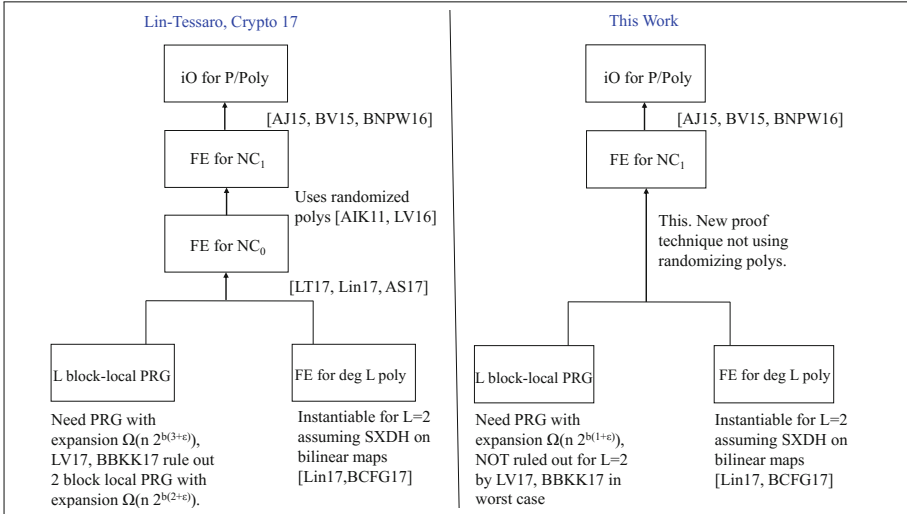 Lin-Tessaro, Crypto 17
iO for P/Poly
[AJ15, BV15, BNPW16]
FE for NC1
Uses randomized
polys [AIK11, LV16]
FE for NC0
[LT17, Lin17, AS17]
L block-local PRG
FE for deg L poly
Need PRG with
expansion Ω(n 2^b(3+ε)),
LV17, BBKK17 rule out
2 block local PRG with
expansion Ω(n 2^b(2+ε)).
Instantiable for L=2
assuming SXDH on
bilinear maps
[Lin17,BCFG17]
This Work
iO for P/Poly
[AJ15, BV15, BNPW16]
FE for NC1
This. New proof
technique not using
randomizing polys.
L block-local PRG
FE for deg L poly
Need PRG with
expansion Ω(n 2^b(1+ε)),
NOT ruled out for L=2
by LV17, BBKK17 in
worst case
Instantiable for L=2
assuming SXDH on
bilinear maps
[Lin17, BCFG17]